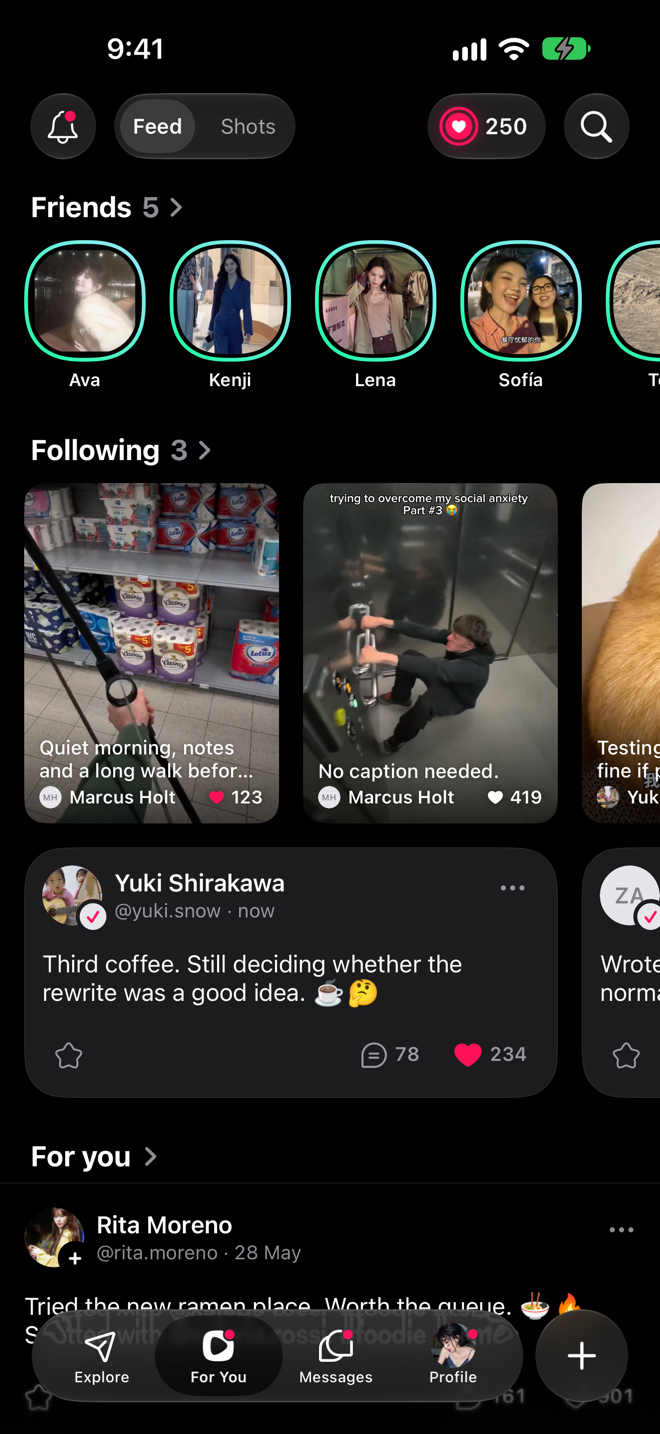 9:41
Feed
Shots
250
Friends 5
Ava
Kenji
Lena
Sofía
Following 3
trying to overcome my social anxiety
Part #3 😭
Quiet morning, notes
and a long walk befor...
MH Marcus Holt 123
No caption needed.
MH Marcus Holt 419
Testing
fine if
Yuk
Yuki Shirakawa
@yuki.snow · now
Third coffee. Still deciding whether the
rewrite was a good idea. ☕🤔
78 234
ZA
Wrote
norma
For you
Rita Moreno
@rita.moreno · 28 May
Tried the new ramen place. Worth the queue. 🍜🔥
Explore
For You
Messages
Profile